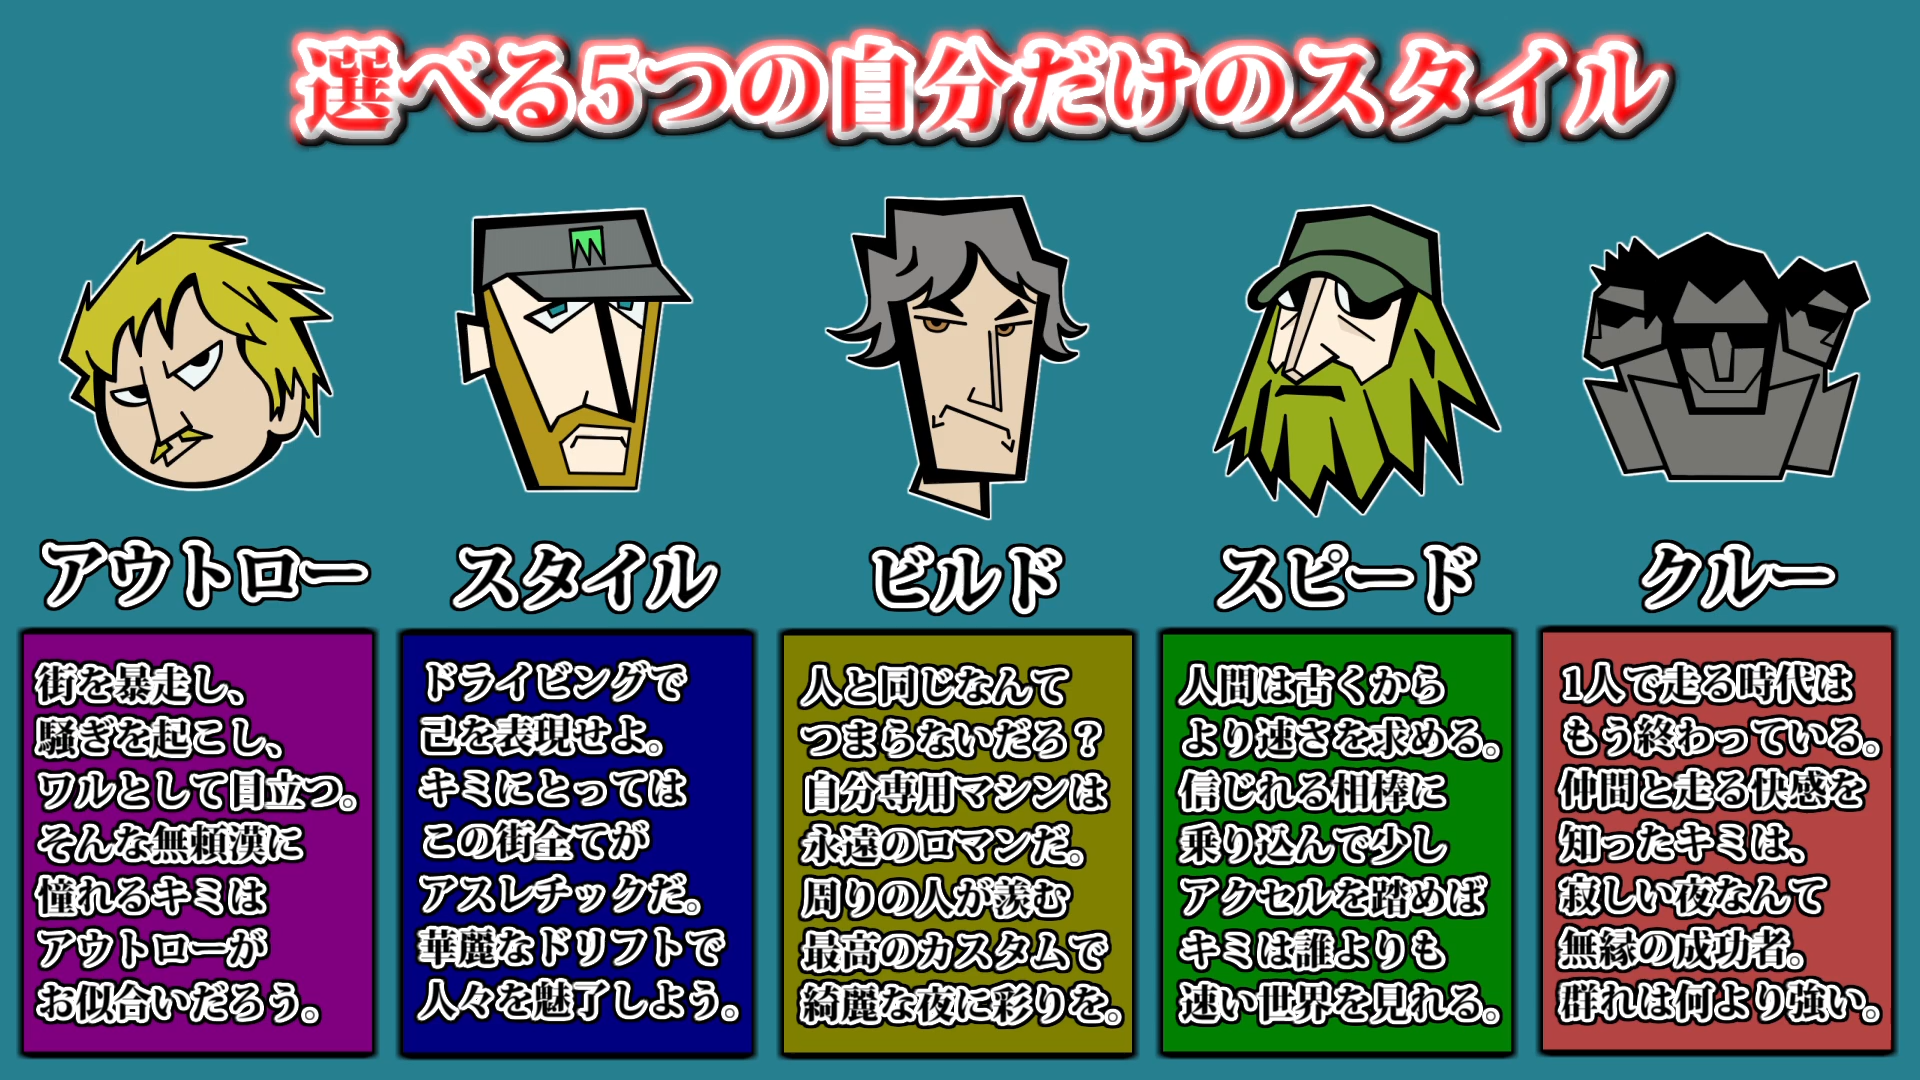 選べる5つの自分だけのスタイル
アウトロー
街を暴走し、
騒ぎを起こし、
ワルとして目立つ。
そんな無頼漢に
憧れるキミは
アウトローが
お似合いだろう。
スタイル
ドライビングで
己を表現せよ。
キミにとっては
この街全てが
アスレチックだ。
華麗なドリフトで
人々を魅了しよう。
ビルド
人と同じなんて
つまらないだろ？
自分専用マシンは
永遠のロマンだ。
周りの人が羨む
最高のカスタムで
綺麗な夜に彩りを。
スピード
人間は古くから
より速さを求める。
信じれる相棒に
乗り込んで少し
アクセルを踏めば
キミは誰よりも
速い世界を見れる。
クルー
1人で走る時代は
もう終わっている。
仲間と走る快感を
知ったキミは、
寂しい夜なんて
無縁の成功者。
群れは何より強い。